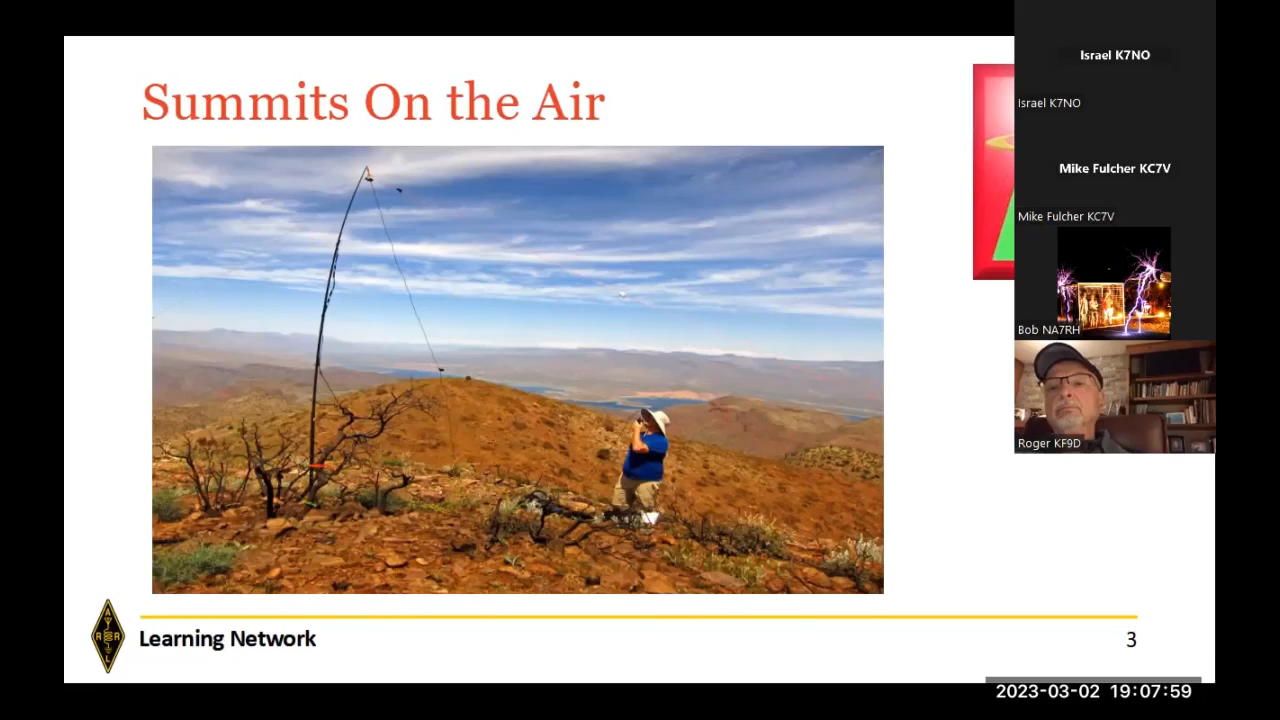 Summits On the Air
Israel K7NO
Israel K7NO
Mike Fulcher KC7V
Mike Fulcher KC7V
Bob NA7RH
Roger KF9D
A
R R
L
Learning Network
3
2023-03-02 19:07:59